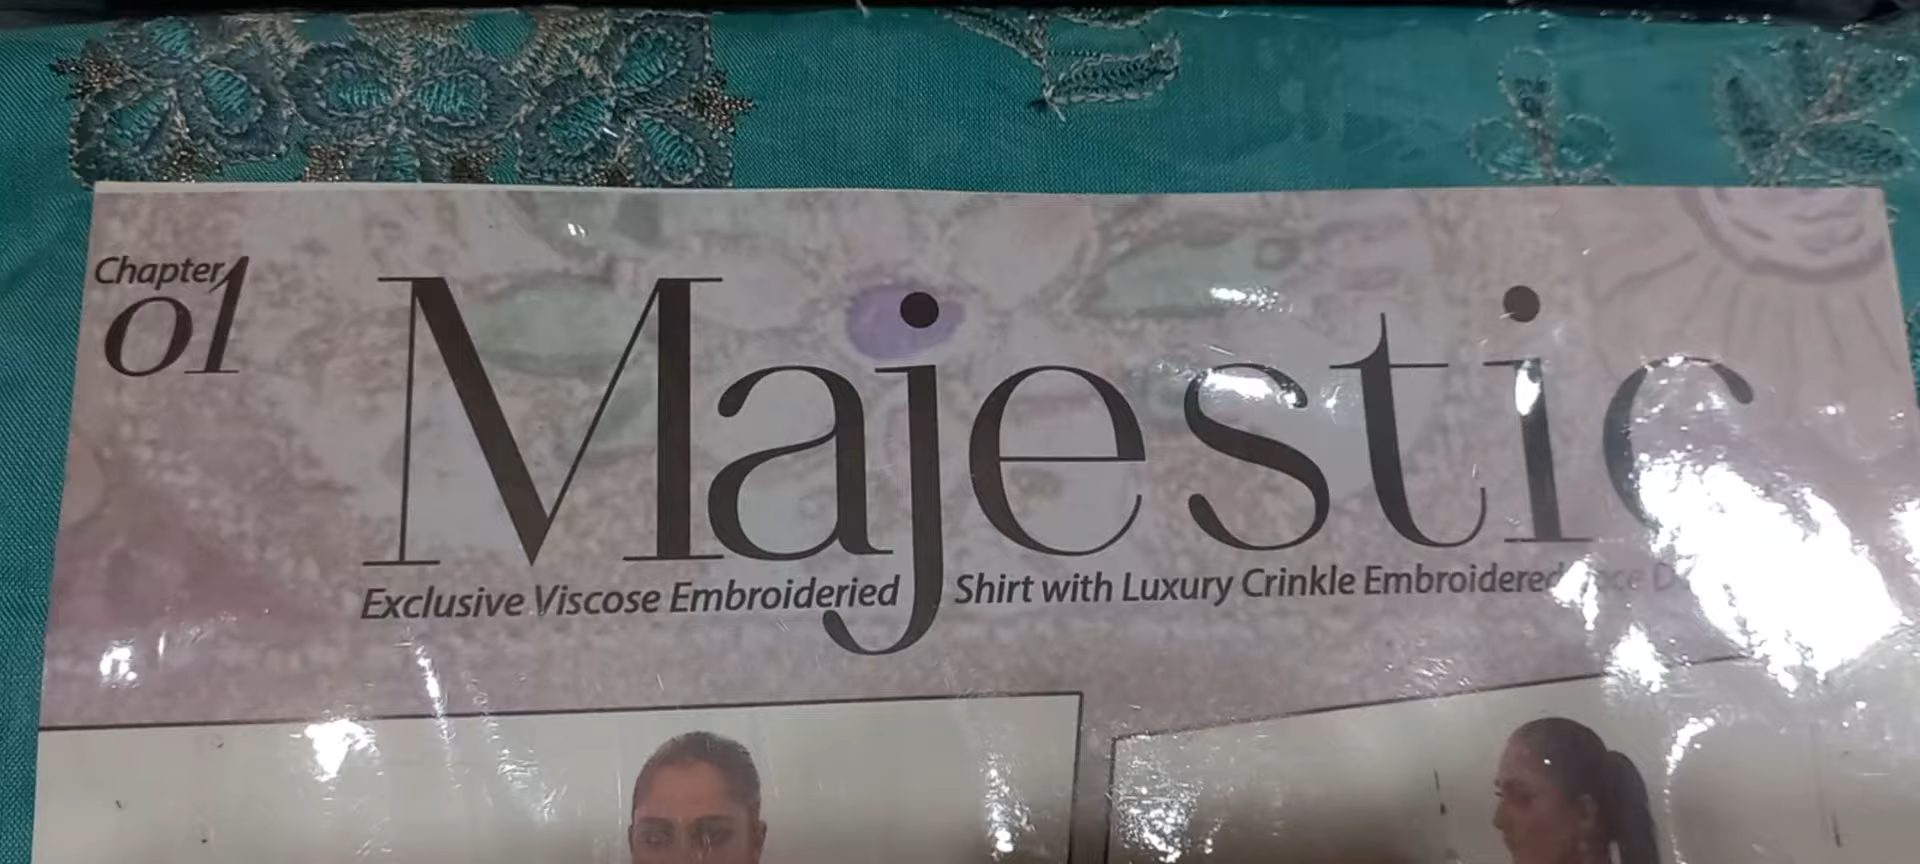 Chapter
01
Majestic
Exclusive Viscose Embroideried Shirt with Luxury Crinkle Embroidered